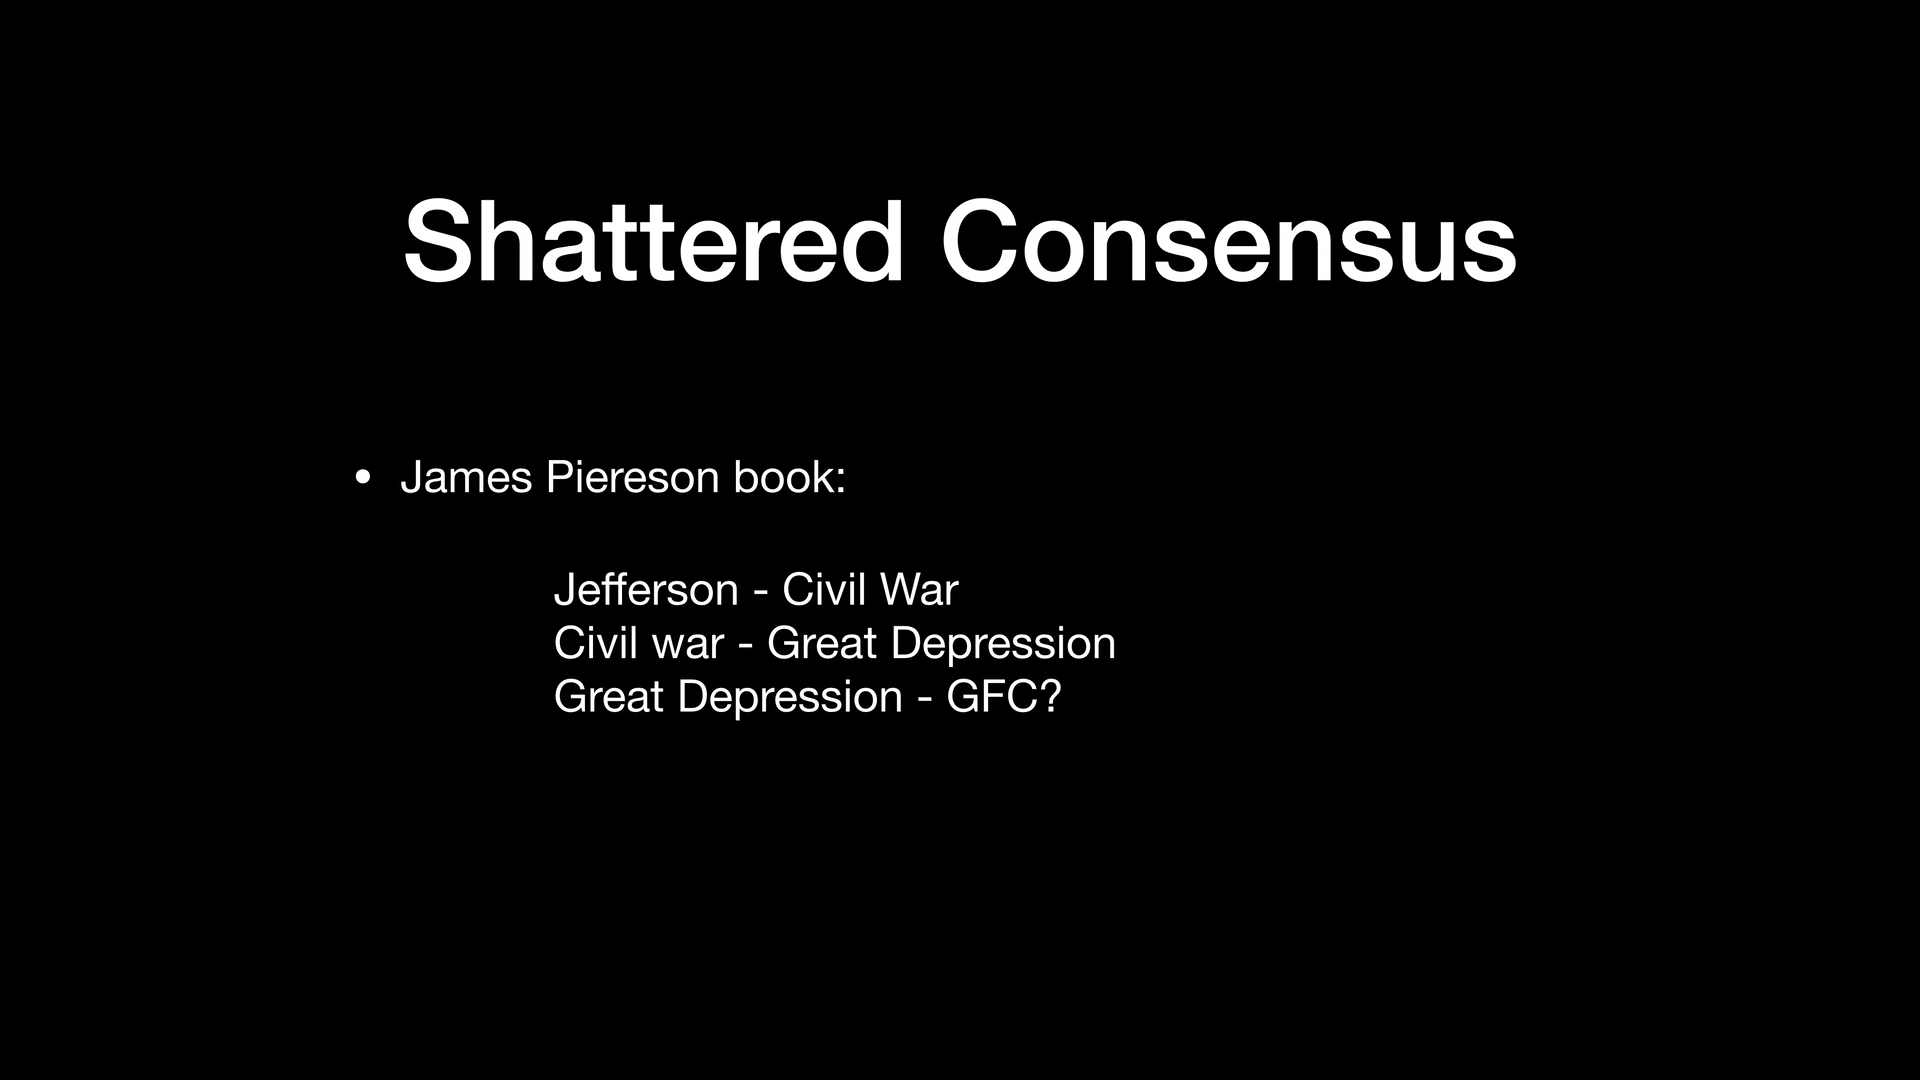 Shattered Consensus
• James Piereson book:
Jefferson - Civil War
Civil war - Great Depression
Great Depression - GFC?